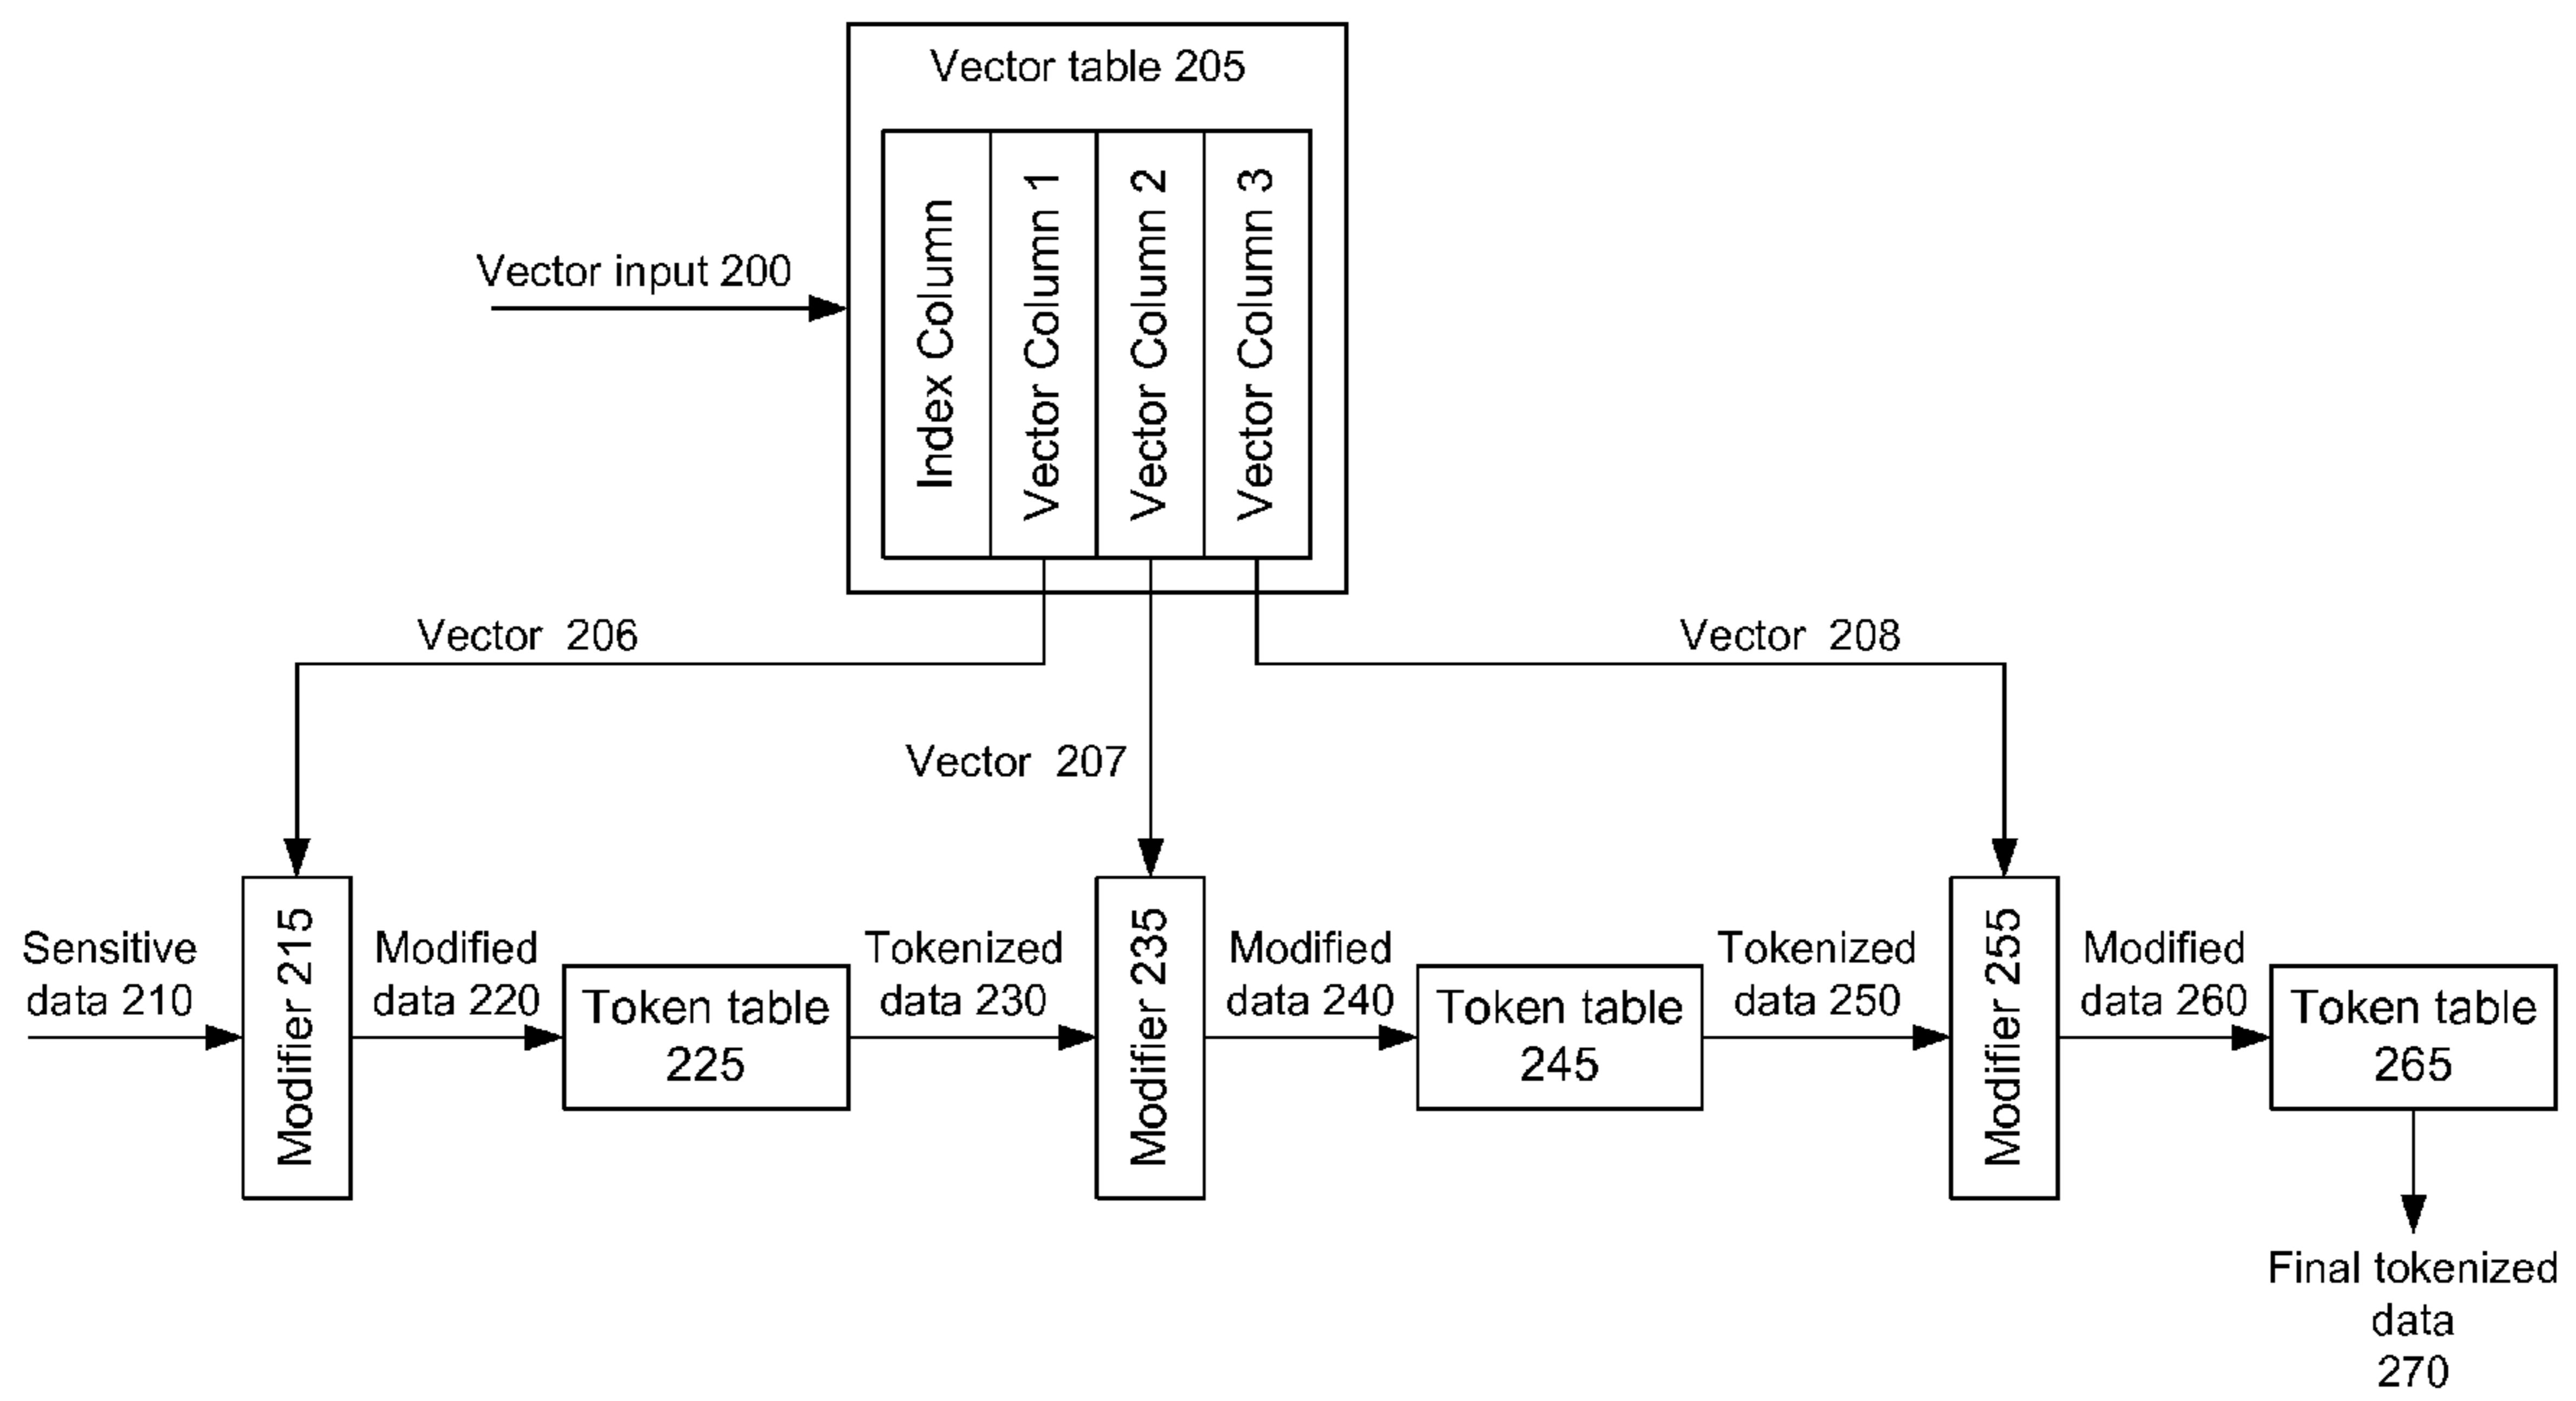 Vector table 205
Vector input 200
Index Column
Vector Column 1
Vector Column 2
Vector Column 3
Vector 206
Vector 208
Vector 207
Sensitive
data 210
Modifier 215
Modified
data 220
Token table
225
Tokenized
data 230
Modifier 235
Modified
data 240
Token table
245
Tokenized
data 250
Modifier 255
Modified
data 260
Token table
265
Final tokenized
data
270